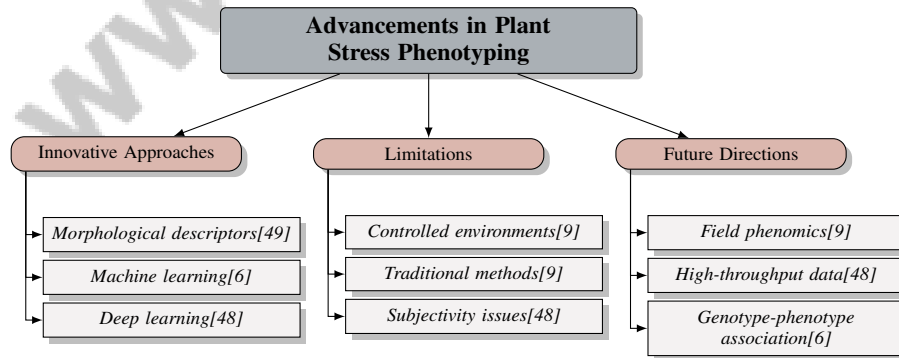 Advancements in Plant
Stress Phenotyping
Innovative Approaches
Morphological descriptors[49]
Machine learning[6]
Deep learning[48]
Limitations
Controlled environments[9]
Traditional methods[9]
Subjectivity issues[48]
Future Directions
Field phenomics[9]
High-throughput data[48]
Genotype-phenotype
association[6]